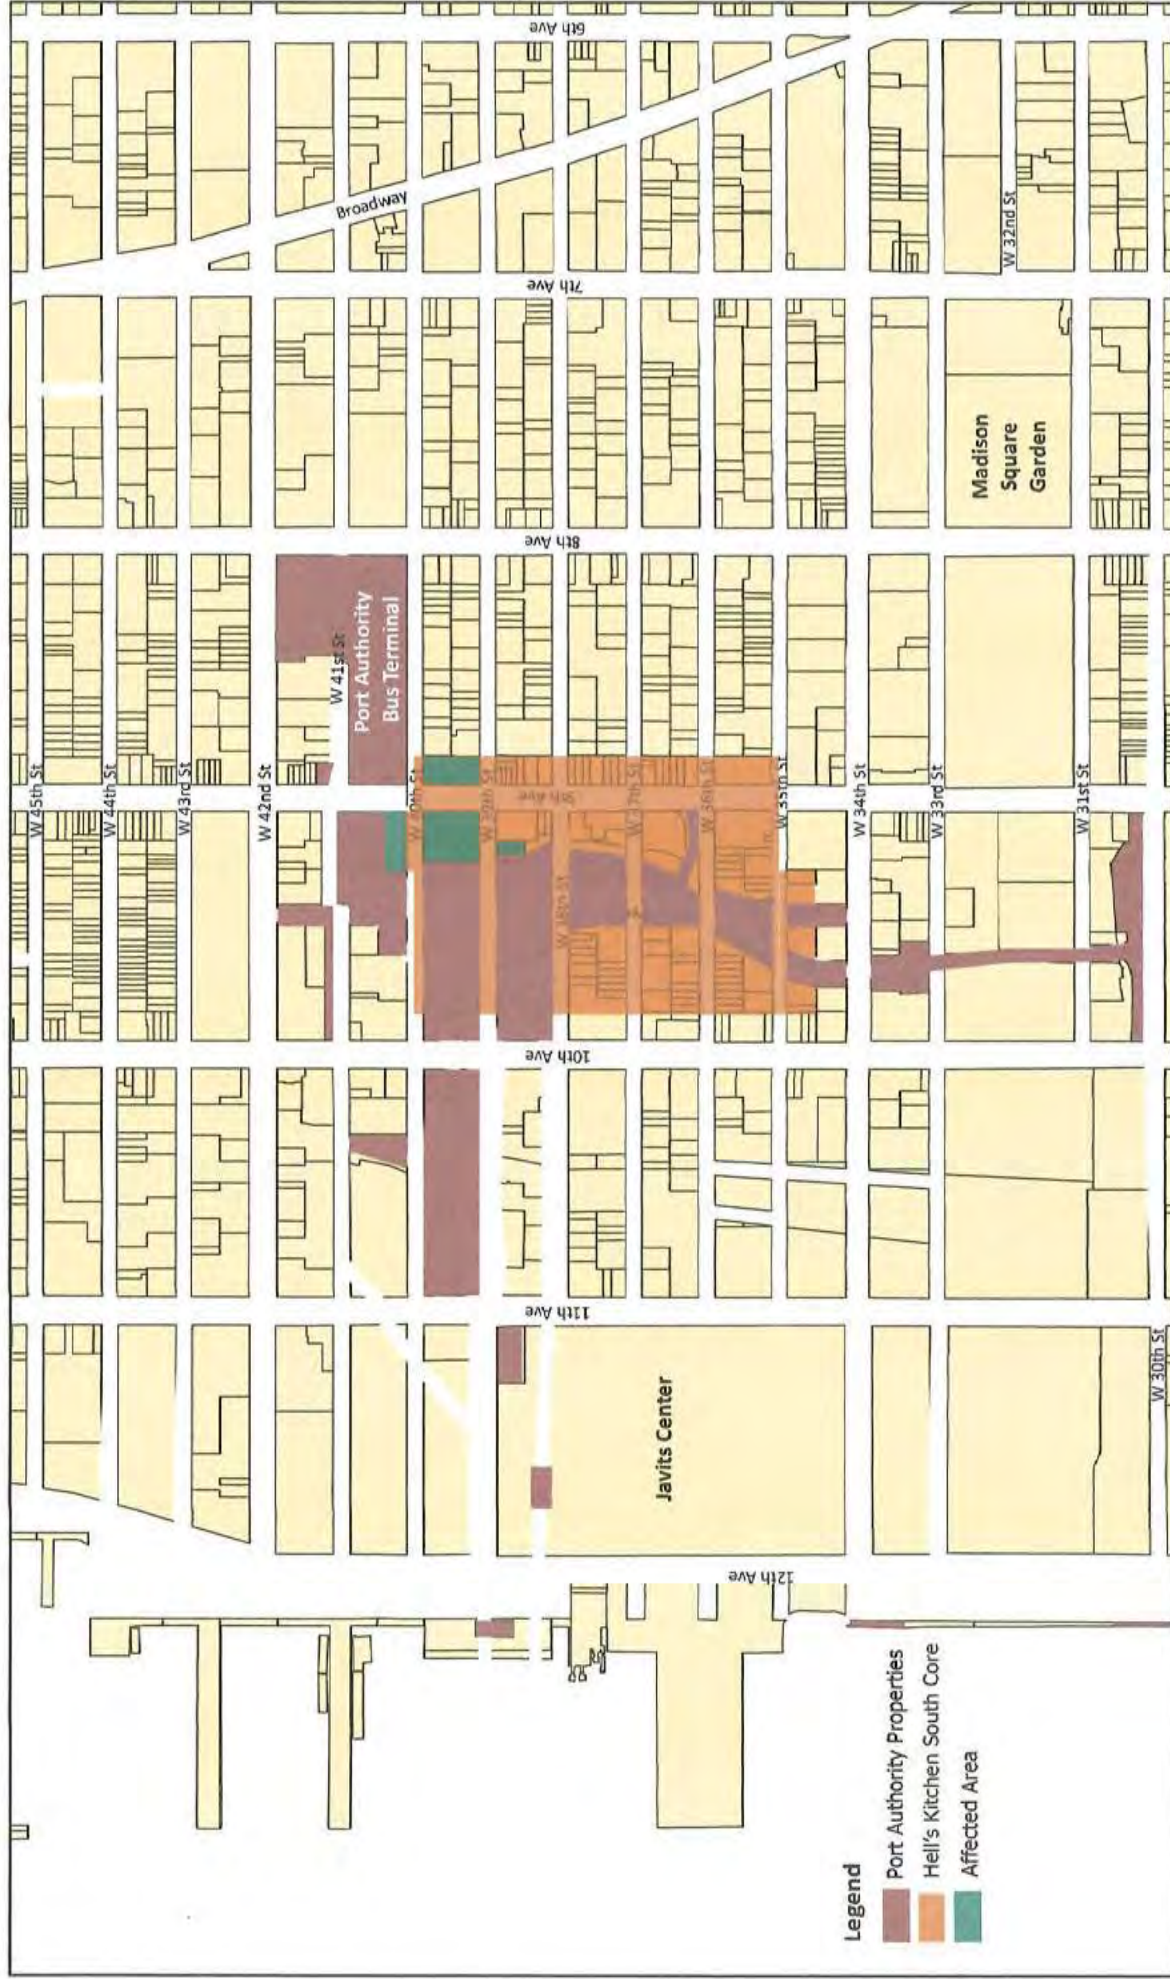 6th Ave
Broadway
W 32nd St
7th Ave
Madison
Square
Garden
8th Ave
Port Authority
Bus Terminal
W 41st St
W 45th St
W 44th St
W 43rd St
W 42nd St
W 40th St
W 39th St
9th Ave
W 38th St
W 37th St
W 36th St
W 35th St
W 34th St
W 33rd St
W 31st St
10th Ave
11th Ave
Javits Center
W 30th St
12th Ave
Legend
Port Authority Properties
Hell's Kitchen South Core
Affected Area